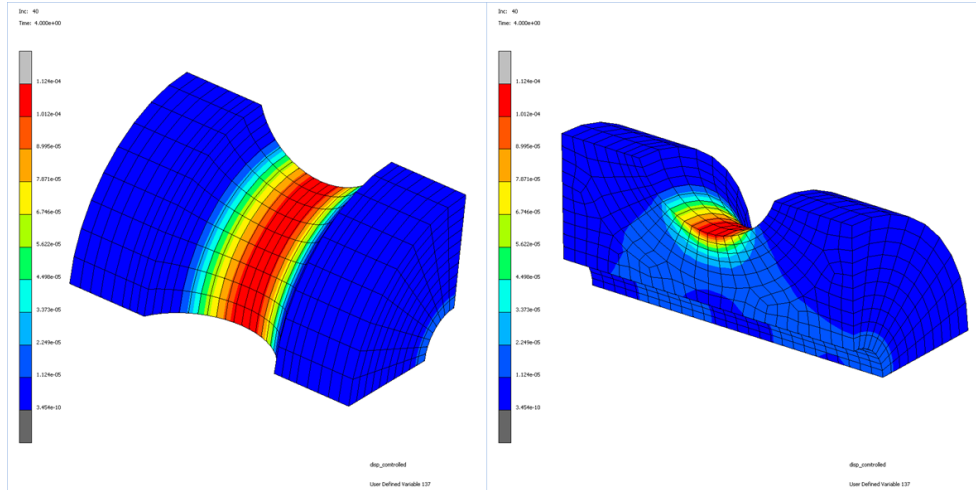 Inc: 40
Time: 4.000e+00
1.124e-04
1.012e-04
8.995e-05
7.871e-05
6.746e-05
5.622e-05
4.498e-05
3.373e-05
2.249e-05
1.124e-05
3.454e-10
disp_controlled
User Defined Variable 137
Inc: 40
Time: 4.000e+00
1.124e-04
1.012e-04
8.995e-05
7.871e-05
6.746e-05
5.622e-05
4.498e-05
3.373e-05
2.249e-05
1.124e-05
3.454e-10
disp_controlled
User Defined Variable 137